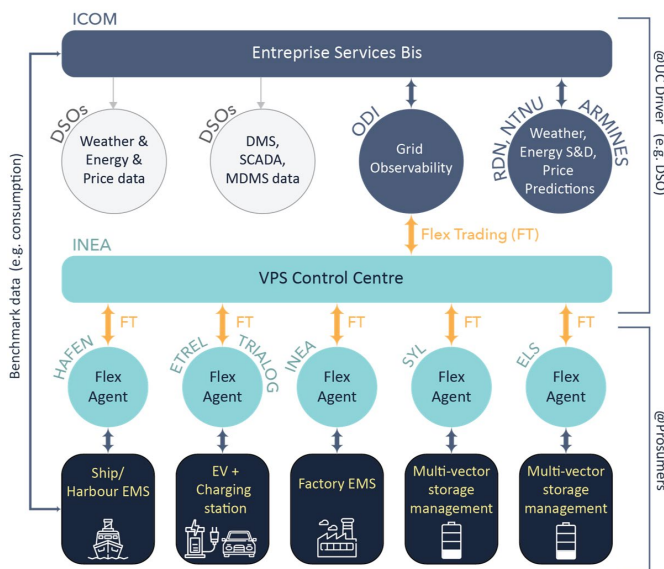 ICOM
Entreprise Services Bis
DSOs
Weather &
Energy &
Price data
DSOs
DMS,
SCADA,
MDMS data
ODI
Grid
Observability
RDN, NTNU
ARMINES
Weather,
Energy S&D,
Price
Predictions
@UC Driver (e.g. DSO)
Benchmark data (e.g. consumption)
Flex Trading (FT)
INEA
VPS Control Centre
FT
FT
FT
FT
FT
HAFEN
Flex
Agent
ETREL
TRIALOG
Flex
Agent
INEA
Flex
Agent
SYL
Flex
Agent
ELS
Flex
Agent
@Prosumers
Ship/
Harbour EMS
EV +
Charging
station
Factory EMS
Multi-vector
storage
management
Multi-vector
storage
management